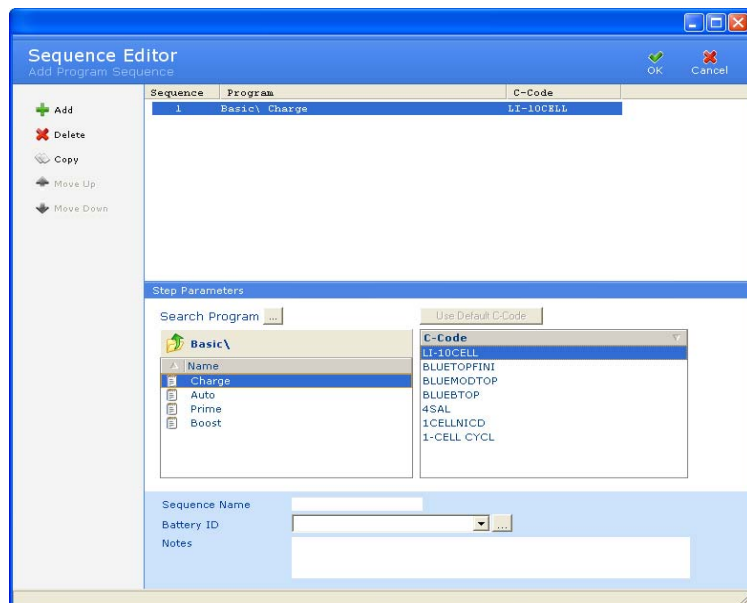 Sequence Editor
Add Program Sequence
OK
Cancel
Add
Delete
Copy
Move Up
Move Down
Sequence Program C-Code
1 Basic\ Charge LI-10CELL
Step Parameters
Search Program ...
Use Default C-Code
Basic\
Name
Charge
Auto
Prime
Boost
C-Code
LI-10CELL
BLUETOPFINI
BLUEMODTOP
BLUEBTOP
4SAL
1CELLNICD
1-CELL CYCL
Sequence Name
Battery ID
...
Notes